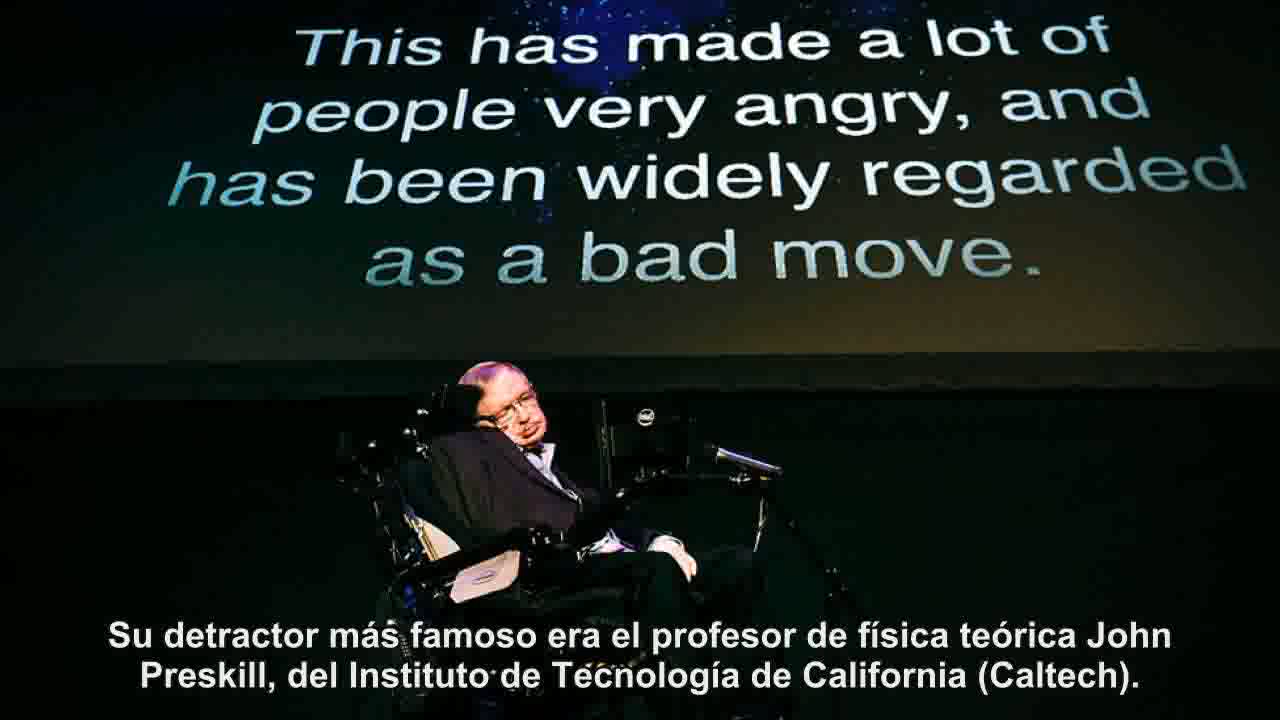 This has made a lot of
people very angry, and
has been widely regarded
as a bad move.
intel
Su detractor más famoso era el profesor de física teórica John
Preskill, del Instituto de Tecnología de California (Caltech).